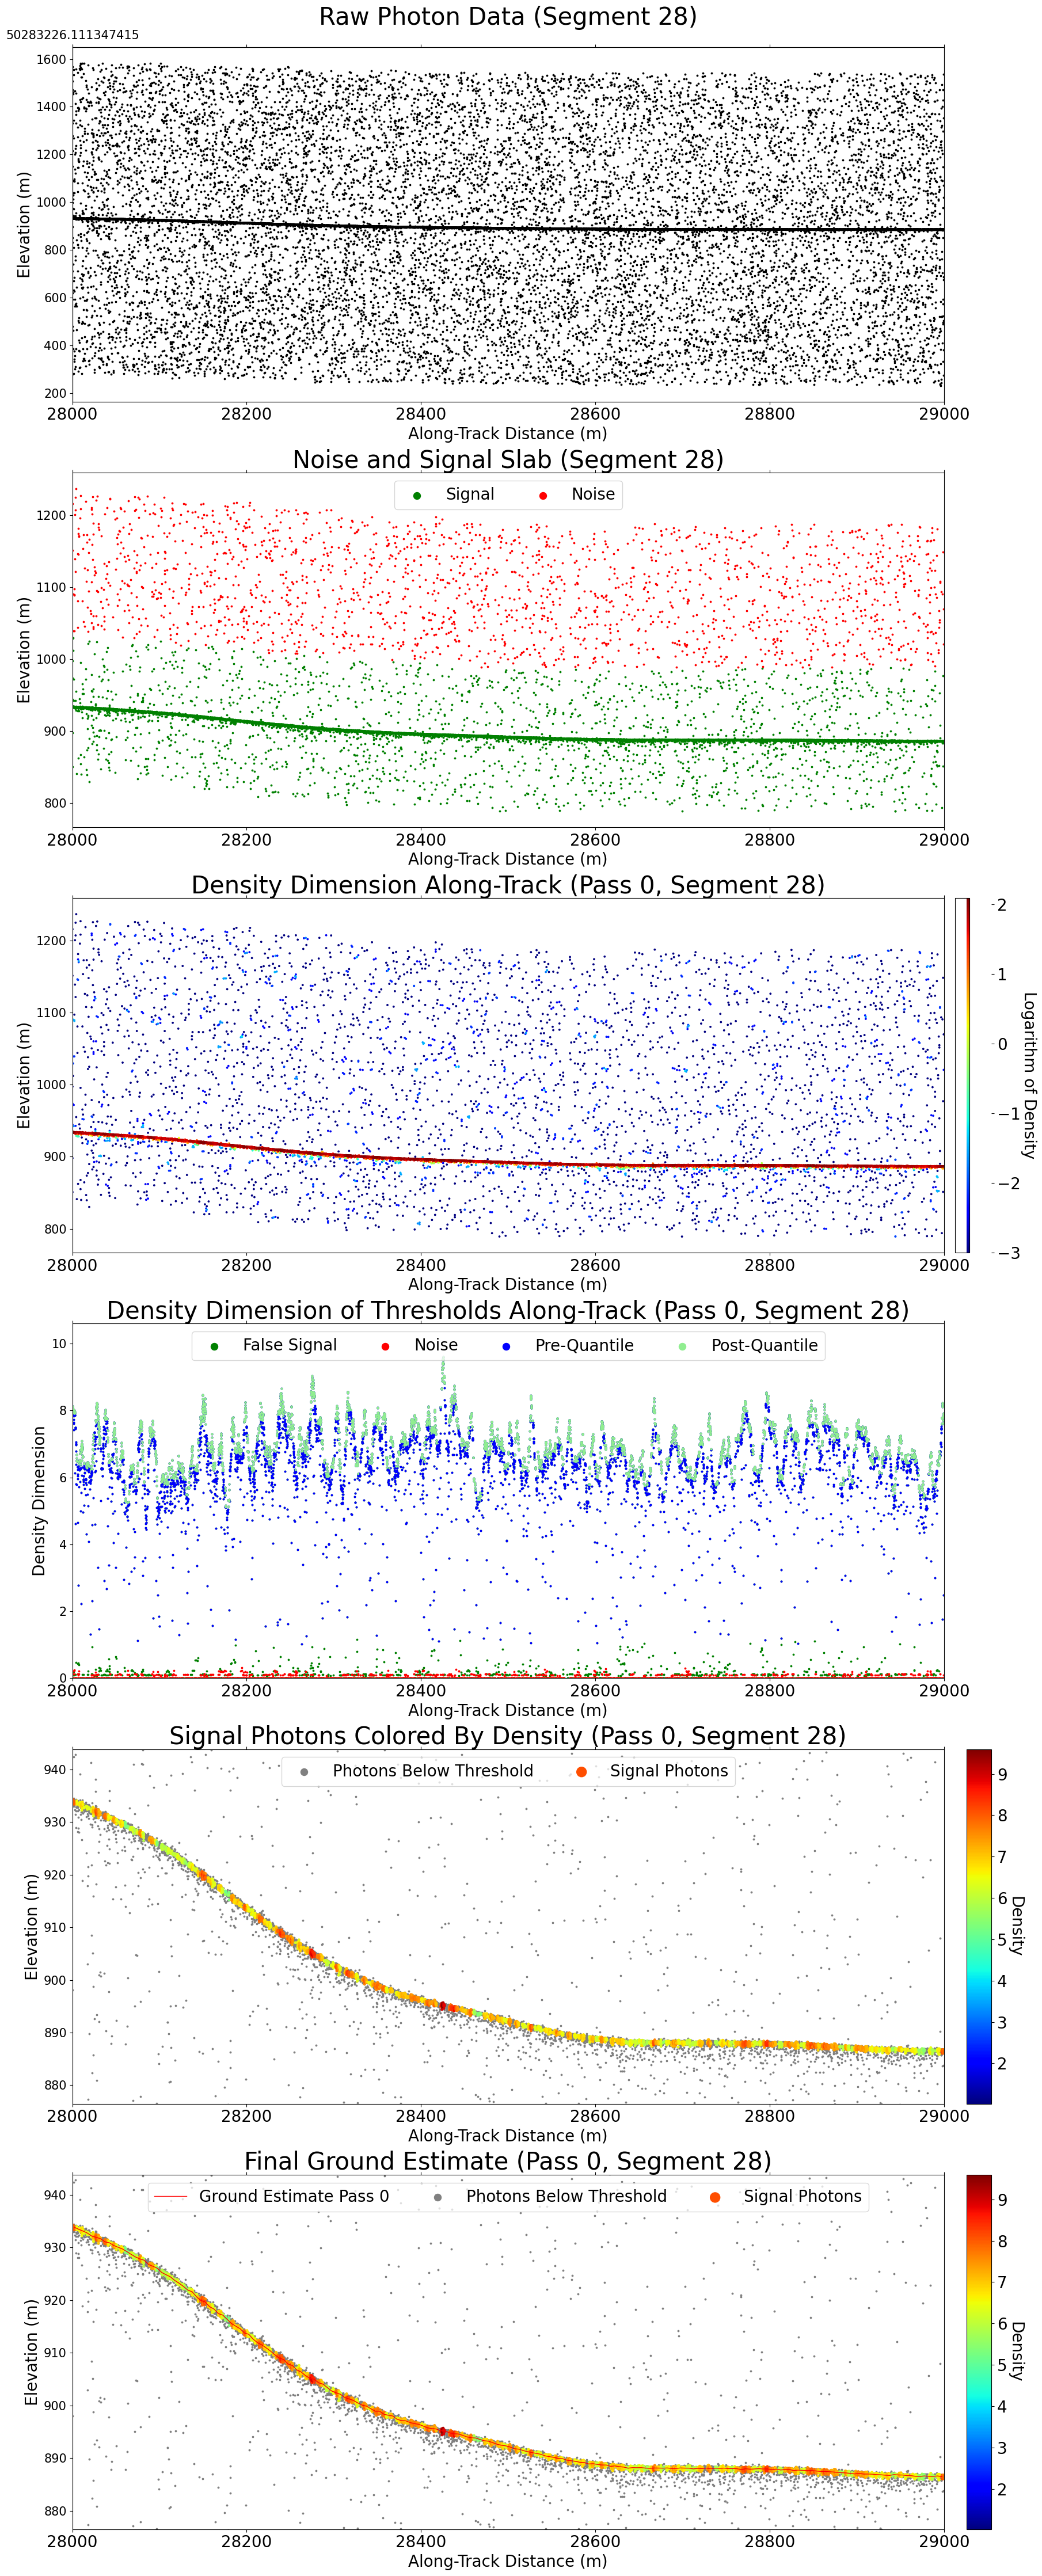 Raw Photon Data (Segment 28)
50283226.111347415
1600
1400
1200
1000
800
600
400
200
Elevation (m)
28000 28200 28400 28600 28800 29000
Along-Track Distance (m)
Noise and Signal Slab (Segment 28)
Signal Noise
1200
1100
1000
900
800
Elevation (m)
28000 28200 28400 28600 28800 29000
Along-Track Distance (m)
Density Dimension Along-Track (Pass 0, Segment 28)
1200
1100
1000
900
800
Elevation (m)
28000 28200 28400 28600 28800 29000
Along-Track Distance (m)
2
1
0
−1
−2
−3
Logarithm of Density
Density Dimension of Thresholds Along-Track (Pass 0, Segment 28)
False Signal Noise Pre-Quantile Post-Quantile
10
8
6
4
2
0
Density Dimension
28000 28200 28400 28600 28800 29000
Along-Track Distance (m)
Signal Photons Colored By Density (Pass 0, Segment 28)
Photons Below Threshold Signal Photons
940
930
920
910
900
890
880
Elevation (m)
28000 28200 28400 28600 28800 29000
Along-Track Distance (m)
9
8
7
6
5
4
3
2
Density
Final Ground Estimate (Pass 0, Segment 28)
Ground Estimate Pass 0 Photons Below Threshold Signal Photons
940
930
920
910
900
890
880
Elevation (m)
28000 28200 28400 28600 28800 29000
Along-Track Distance (m)
9
8
7
6
5
4
3
2
Density